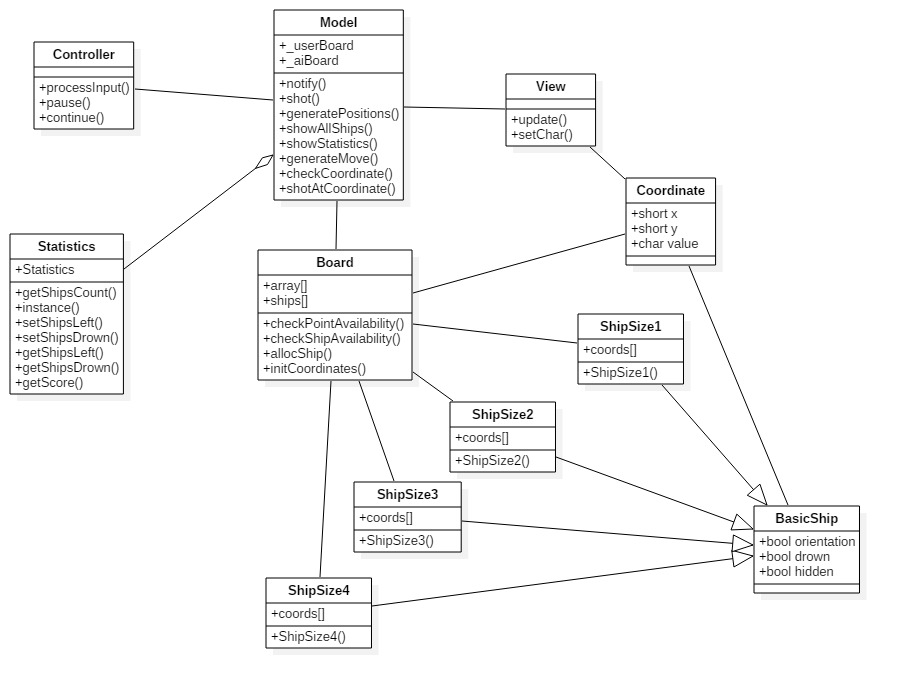 Model
+_userBoard
+_aiBoard
+notify()
+shot()
+generatePositions()
+showAllShips()
+showStatistics()
+generateMove()
+checkCoordinate()
+shotAtCoordinate()
Controller
+processInput()
+pause()
+continue()
View
+update()
+setChar()
Coordinate
+short x
+short y
+char value
Statistics
+Statistics
+getShipsCount()
+instance()
+setShipsLeft()
+setShipsDrown()
+getShipsLeft()
+getShipsDrown()
+getScore()
Board
+array[]
+ships[]
+checkPointAvailability()
+checkShipAvailability()
+allocShip()
+initCoordinates()
ShipSize1
+coords[]
+ShipSize1()
ShipSize2
+coords[]
+ShipSize2()
ShipSize3
+coords[]
+ShipSize3()
BasicShip
+bool orientation
+bool drown
+bool hidden
ShipSize4
+coords[]
+ShipSize4()